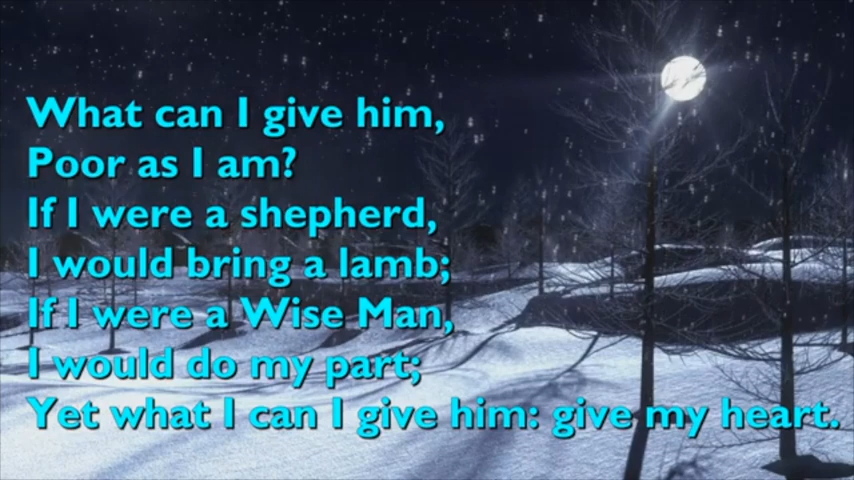 What can I give him,
Poor as I am?
If I were a shepherd,
I would bring a lamb;
If I were a Wise Man,
I would do my part;
Yet what I can I give him: give my heart.